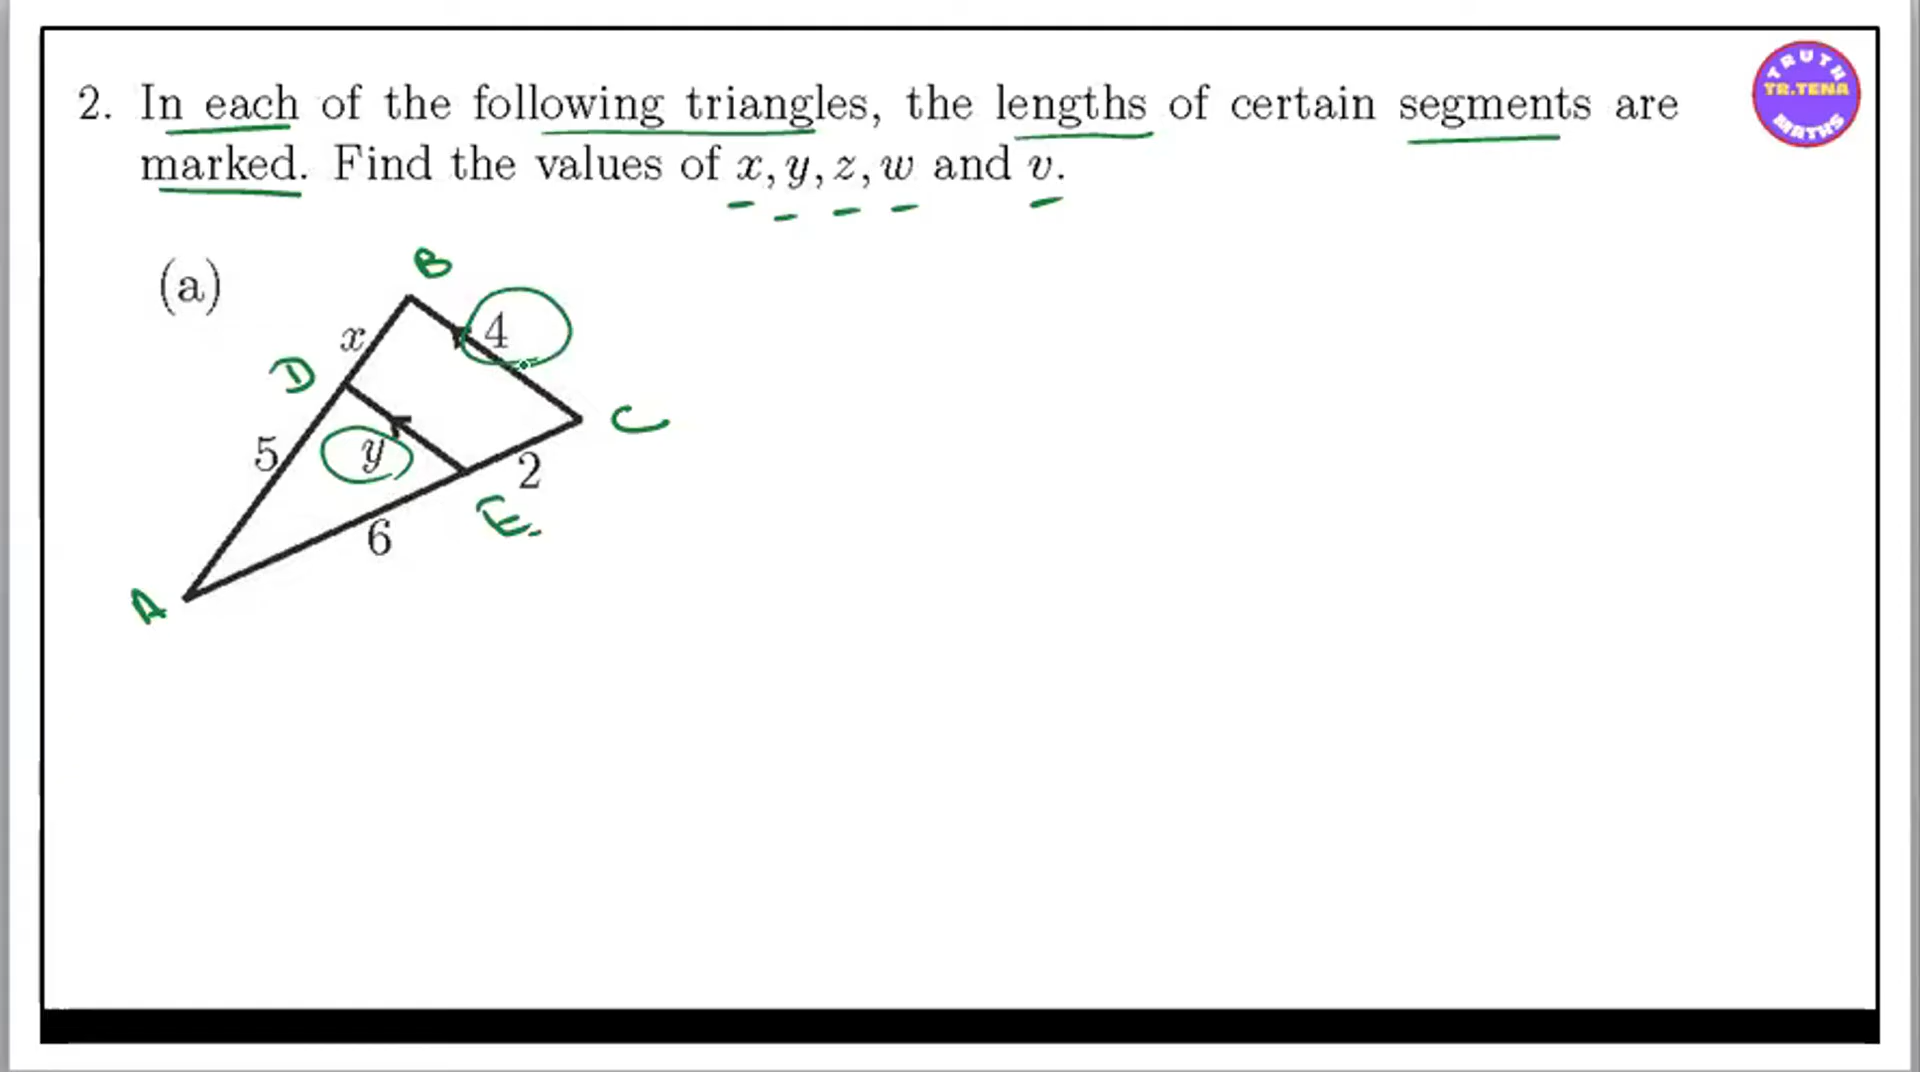 2. In each of the following triangles, the lengths of certain segments are
marked. Find the values of x, y, z, w and v.
TRUTH
TR.TENA
MATHS
(a)
B
x
4
D
5
y
C
2
6
E
A